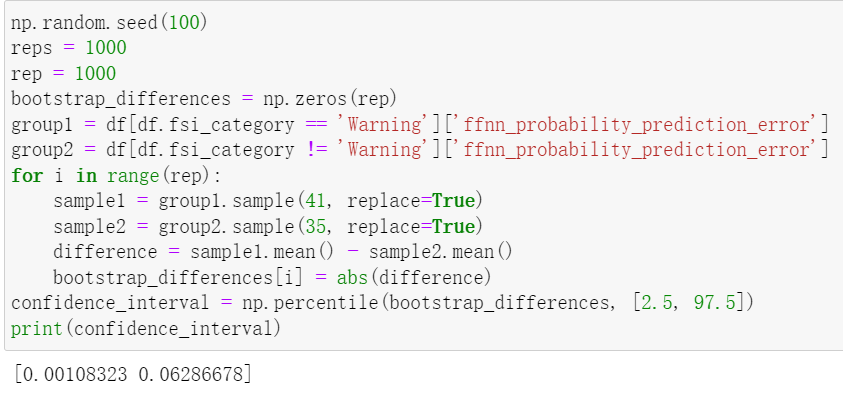 np.random.seed(100)
reps = 1000
rep = 1000
bootstrap_differences = np.zeros(rep)
group1 = df[df.fsi_category == 'Warning']['ffnn_probability_prediction_error']
group2 = df[df.fsi_category != 'Warning']['ffnn_probability_prediction_error']
for i in range(rep):
    sample1 = group1.sample(41, replace=True)
    sample2 = group2.sample(35, replace=True)
    difference = sample1.mean() - sample2.mean()
    bootstrap_differences[i] = abs(difference)
confidence_interval = np.percentile(bootstrap_differences, [2.5, 97.5])
print(confidence_interval)
[0.00108323 0.06286678]